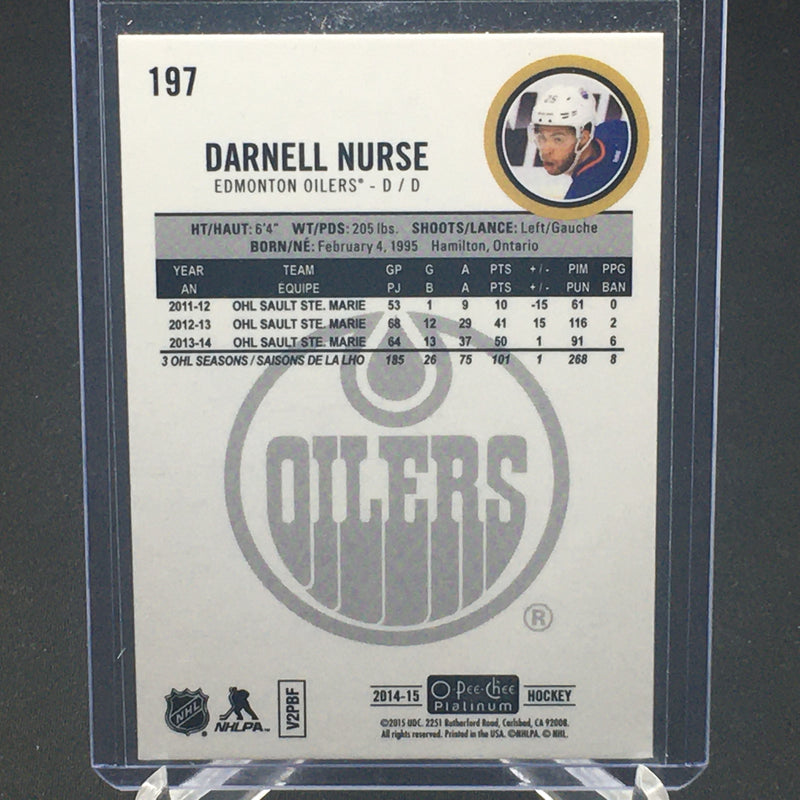 197
DARNELL NURSE
EDMONTON OILERS® - D / D
HT/HAUT: 6'4" WT/PDS: 205 lbs. SHOOTS/LANCE: Left/Gauche
BORN/NÉ: February 4, 1995 Hamilton, Ontario
YEAR TEAM GP G A PTS +/- PIM PPG
AN EQUIPE PJ B A PTS +/- PUN BAN
2011-12 OHL SAULT STE. MARIE 53 1 9 10 -15 61 0
2012-13 OHL SAULT STE. MARIE 68 12 29 41 15 116 2
2013-14 OHL SAULT STE. MARIE 64 13 37 50 1 91 6
3 OHL SEASONS / SAISONS DE LA LHO 185 26 75 101 1 268 8
OILERS
®
NHL NHLPA™ V2PBF
2014-15 O-Pee-Chee Platinum HOCKEY
©2015 UDC. 2251 Rutherford Road, Carlsbad, CA 92008.
All rights reserved. Printed in the USA. ©NHLPA. © NHL.